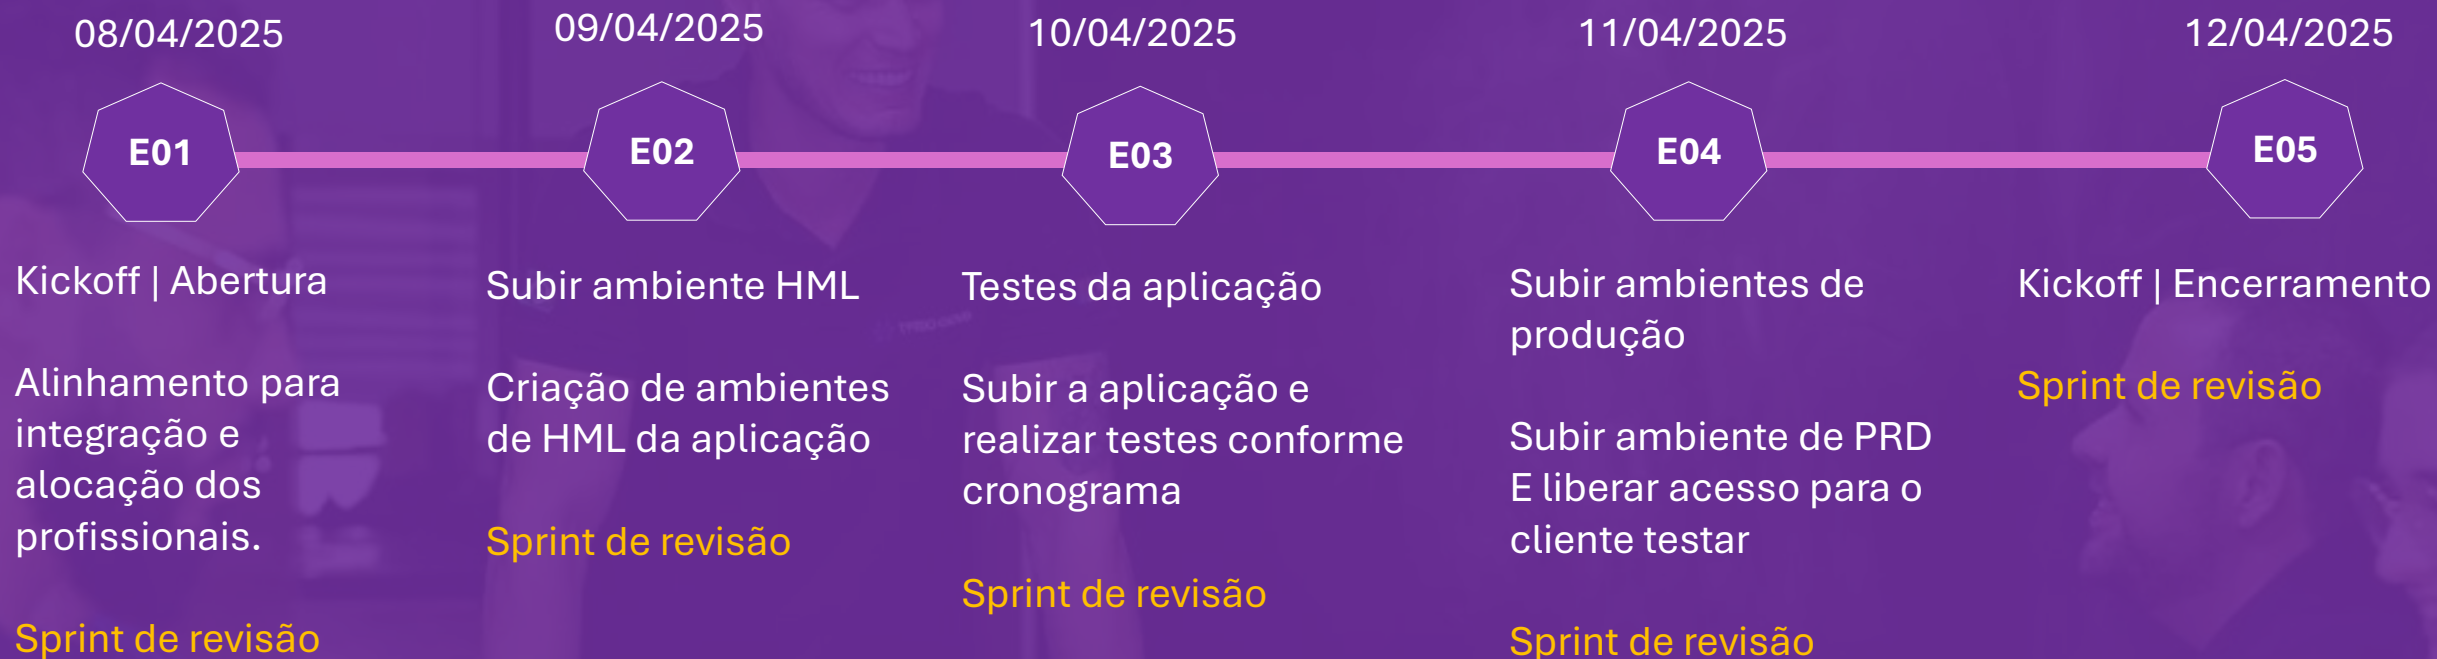 08/04/2025
E01
Kickoff | Abertura
Alinhamento para
integração e
alocação dos
profissionais.
Sprint de revisão
09/04/2025
E02
Subir ambiente HML
Criação de ambientes
de HML da aplicação
Sprint de revisão
10/04/2025
E03
Testes da aplicação
Subir a aplicação e
realizar testes conforme
cronograma
Sprint de revisão
11/04/2025
E04
Subir ambientes de
produção
Subir ambiente de PRD
E liberar acesso para o
cliente testar
Sprint de revisão
12/04/2025
E05
Kickoff | Encerramento
Sprint de revisão